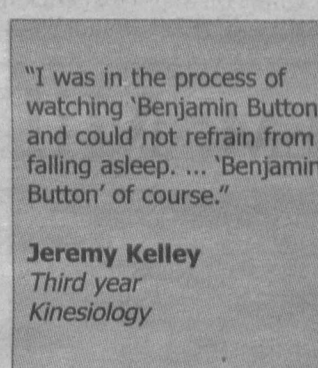 "I was in the process of
watching 'Benjamin Button
and could not refrain from
falling asleep. ... 'Benjamin
Button' of course."
Jeremy Kelley
Third year
Kinesiology